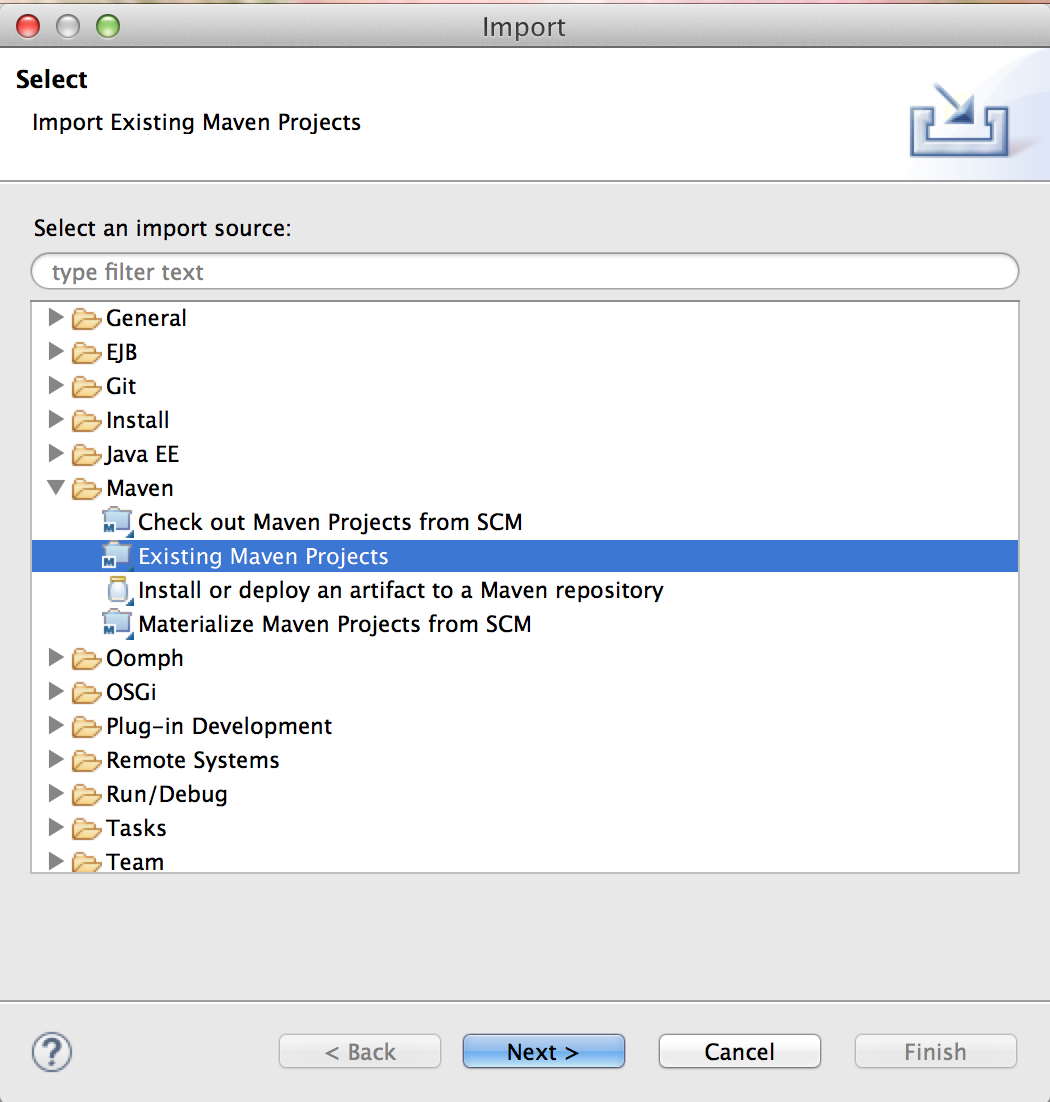 Import
Select
Import Existing Maven Projects
Select an import source:
type filter text
General
EJB
Git
Install
Java EE
Maven
Check out Maven Projects from SCM
Existing Maven Projects
Install or deploy an artifact to a Maven repository
Materialize Maven Projects from SCM
Oomph
OSGi
Plug-in Development
Remote Systems
Run/Debug
Tasks
Team
? < Back Next > Cancel Finish